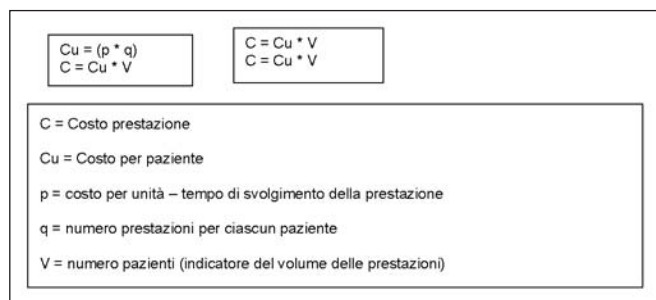 Cu = (p * q)
C = Cu * V
C = Cu * V
C = Cu * V
C = Costo prestazione
Cu = Costo per paziente
p = costo per unità – tempo di svolgimento della prestazione
q = numero prestazioni per ciascun paziente
V = numero pazienti (indicatore del volume delle prestazioni)